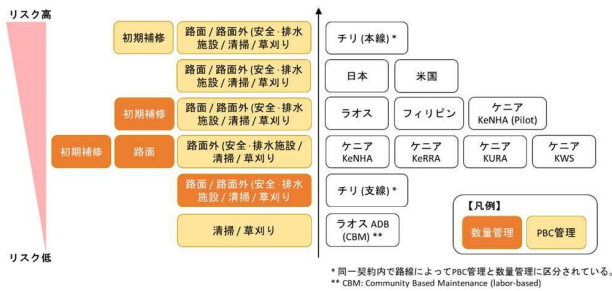 リスク高
初期補修
路面 / 路面外(安全·排水
施設 / 清掃 / 草刈り
チリ (本線) *
路面 / 路面外(安全·排水
施設 / 清掃 / 草刈り
日本
米国
初期補修
路面 / 路面外(安全·排水
施設 / 清掃 / 草刈り
ラオス
フィリピン
ケニア
KeNHA (Pilot)
初期補修
路面
路面外(安全·排水施設 /
清掃 / 草刈り
ケニア
KeNHA
ケニア
KeRRA
ケニア
KURA
ケニア
KWS
路面 / 路面外(安全·排水
施設 / 清掃 / 草刈り
チリ (支線) *
清掃 / 草刈り
ラオス ADB
(CBM) **
【凡例】
数量管理
PBC管理
リスク低
* 同一契約内で路線によってPBC管理と数量管理に区分されている。
** CBM: Community Based Maintenance (labor-based)